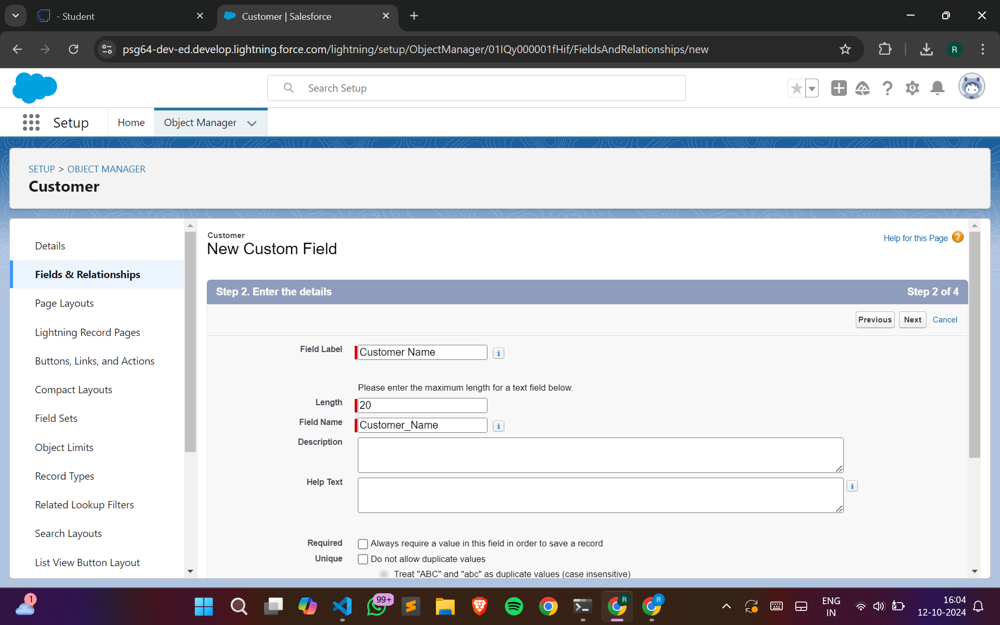 - Student
Customer | Salesforce
psg64-dev-ed.develop.lightning.force.com/lightning/setup/ObjectManager/01IQy000001fHif/FieldsAndRelationships/new
R
Search Setup
Setup
Home
Object Manager
SETUP > OBJECT MANAGER
Customer
Details
Fields & Relationships
Page Layouts
Lightning Record Pages
Buttons, Links, and Actions
Compact Layouts
Field Sets
Object Limits
Record Types
Related Lookup Filters
Search Layouts
List View Button Layout
Customer
New Custom Field
Help for this Page
Step 2. Enter the details
Step 2 of 4
Previous
Next
Cancel
Field Label
Customer Name
Please enter the maximum length for a text field below.
Length
20
Field Name
Customer_Name
Description
Help Text
Required
Always require a value in this field in order to save a record
Unique
Do not allow duplicate values
Treat "ABC" and "abc" as duplicate values (case insensitive)
1
99+
R
R
ENG
IN
16:04
12-10-2024